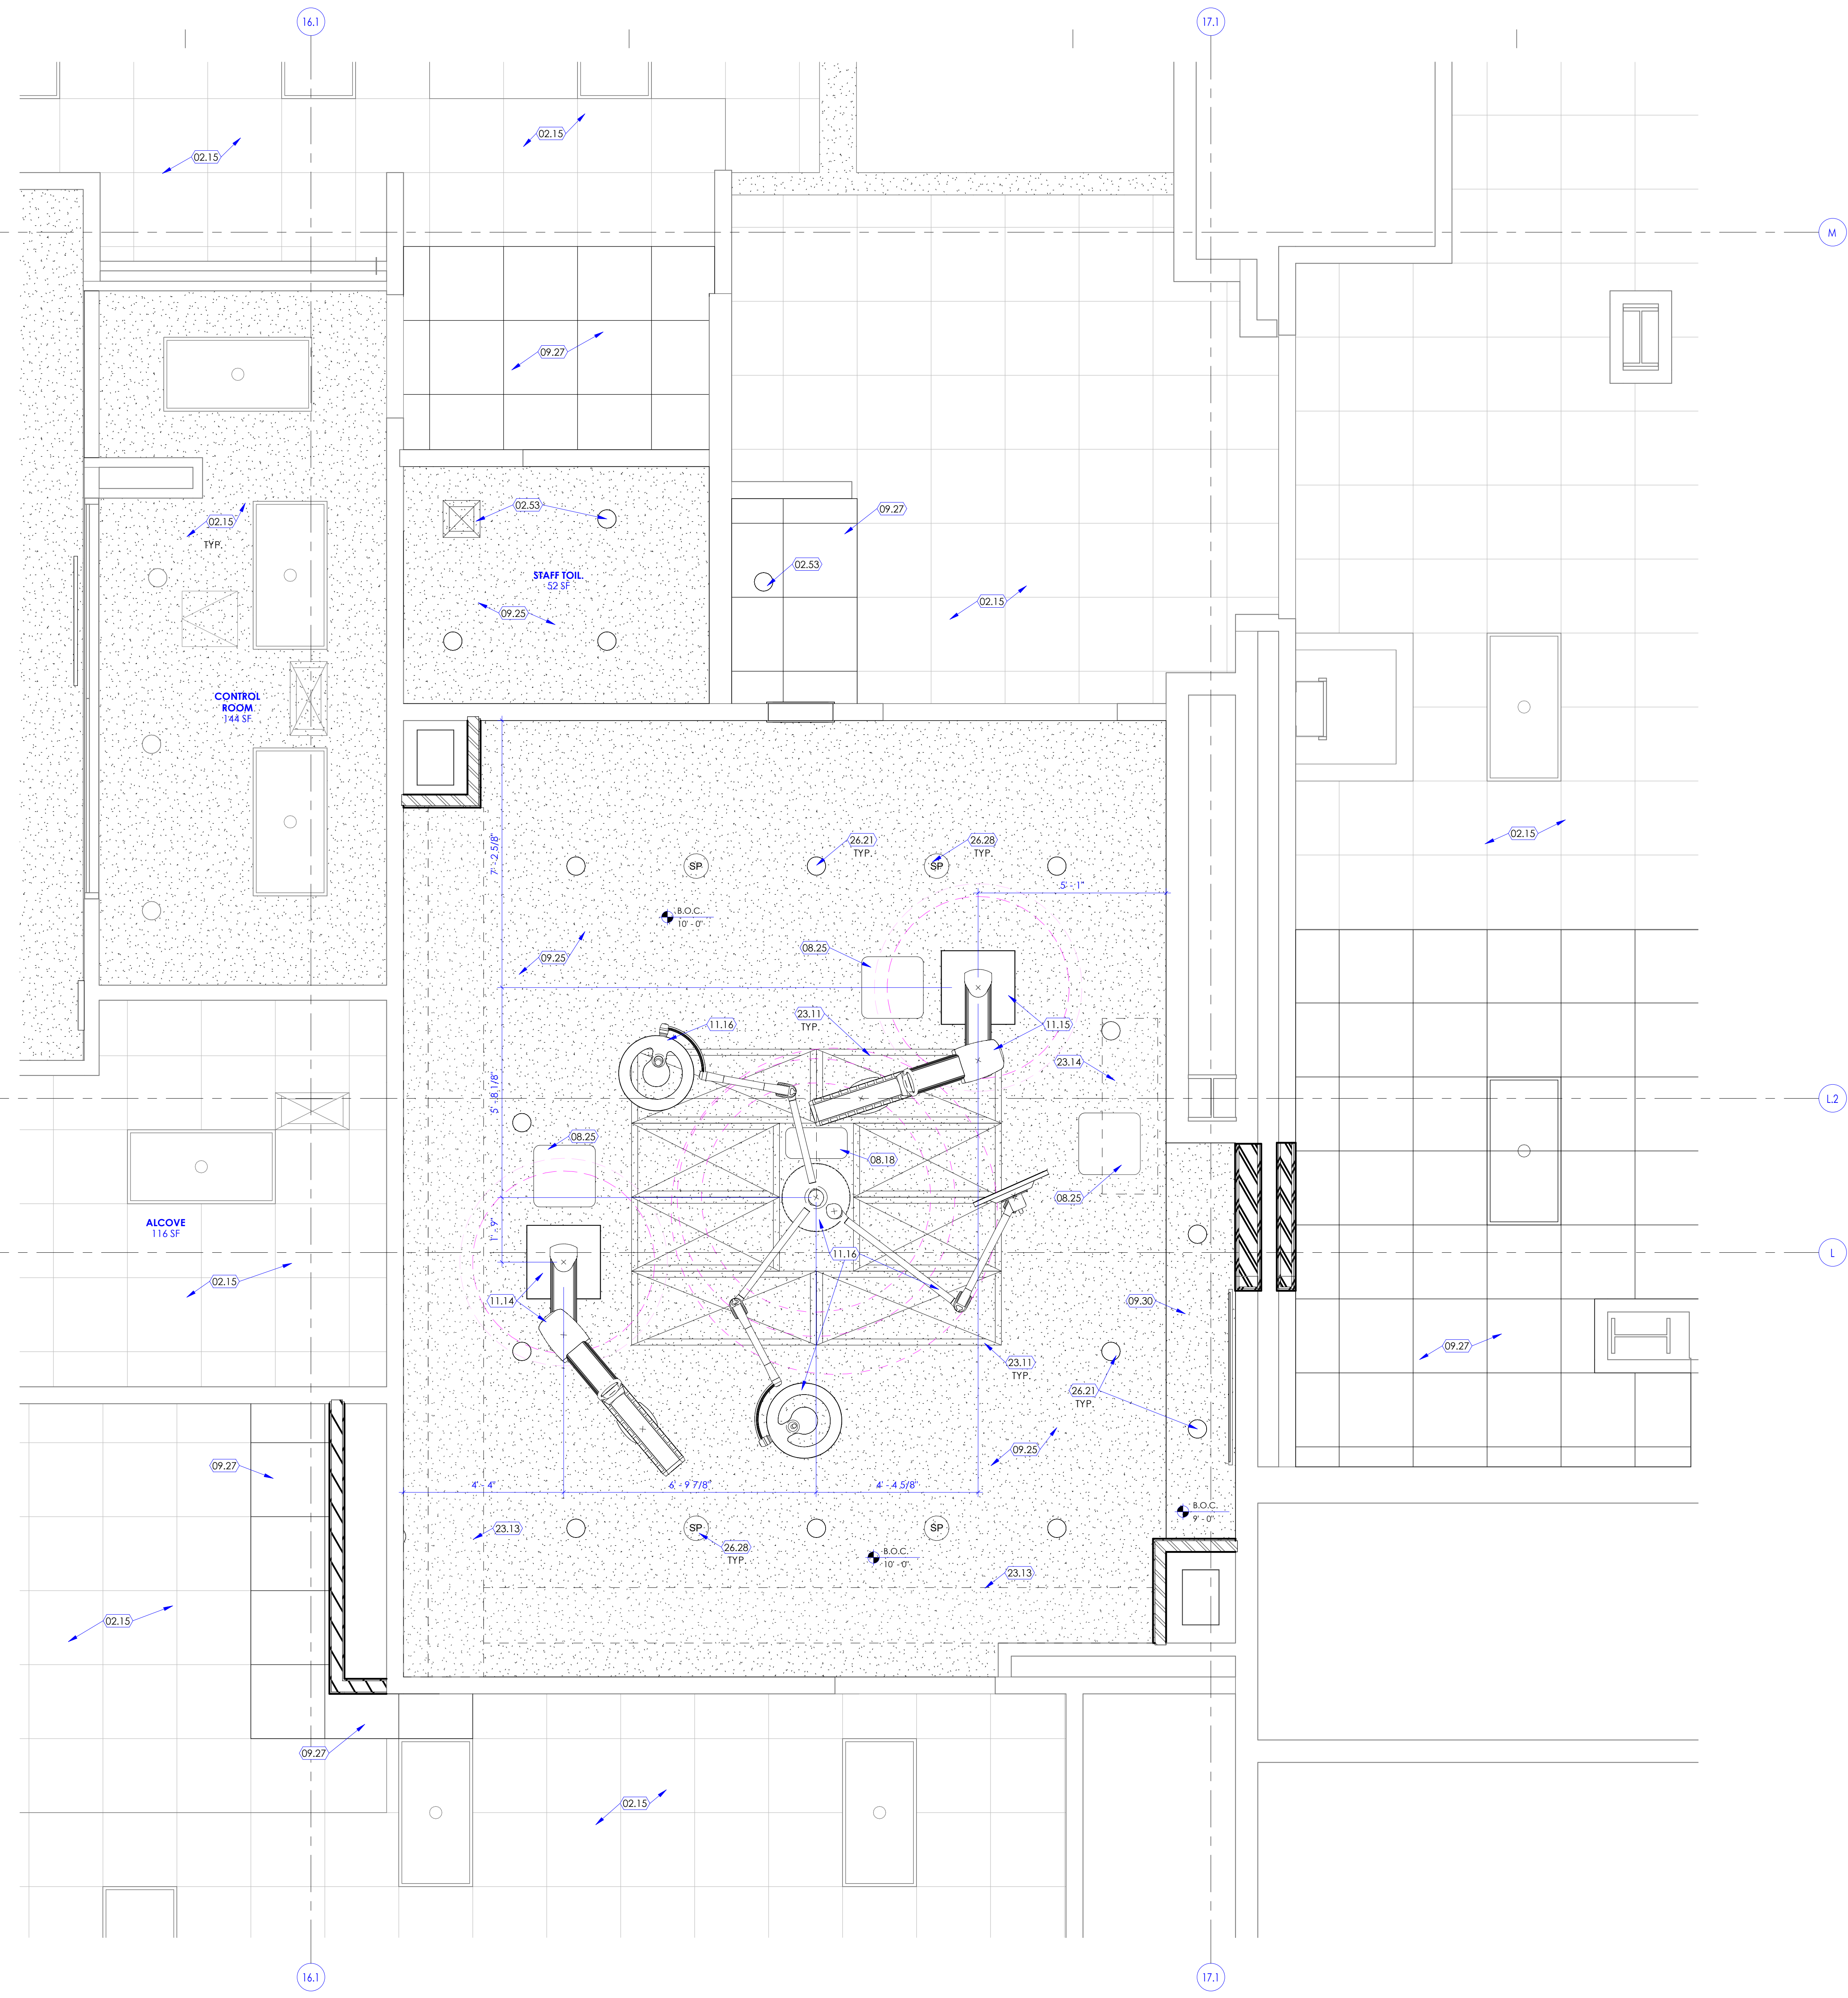 16.1
17.1
02.15
02.15
M
09.27
02.53
09.27
02.15
TYP.
02.53
STAFF TOIL.
52 SF
02.15
09.25
CONTROL
ROOM
144 SF
26.21
TYP.
26.28
TYP.
02.15
7' - 2 5/8"
SP
SP
5' - 1"
B.O.C.
10' - 0"
08.25
09.25
23.11
TYP.
11.16
11.15
23.14
5' - 8 1/8"
L.2
08.25
08.18
08.25
ALCOVE
116 SF
1' - 9"
11.16
L
02.15
11.14
09.30
09.27
23.11
TYP.
26.21
TYP.
09.25
09.27
4' - 4"
6' - 9 7/8"
4' - 4 5/8"
B.O.C.
9' - 0"
23.13
SP
SP
26.28
TYP.
B.O.C.
10' - 0"
23.13
02.15
09.27
02.15
16.1
17.1